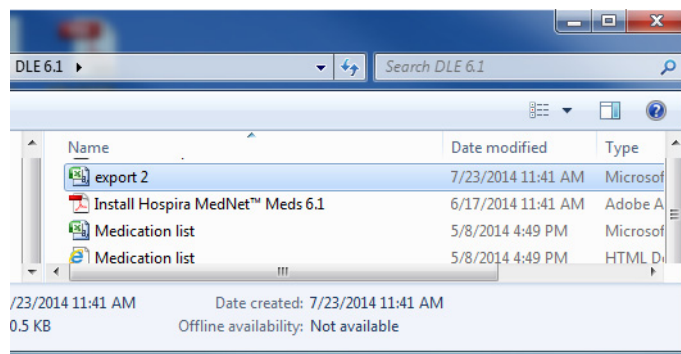 DLE 6.1
Search DLE 6.1
Name Date modified Type
export 2 7/23/2014 11:41 AM Microsof
Install Hospira MedNet™ Meds 6.1 6/17/2014 11:41 AM Adobe A
Medication list 5/8/2014 4:49 PM Microsof
Medication list 5/8/2014 4:49 PM HTML D
/23/2014 11:41 AM Date created: 7/23/2014 11:41 AM
0.5 KB Offline availability: Not available